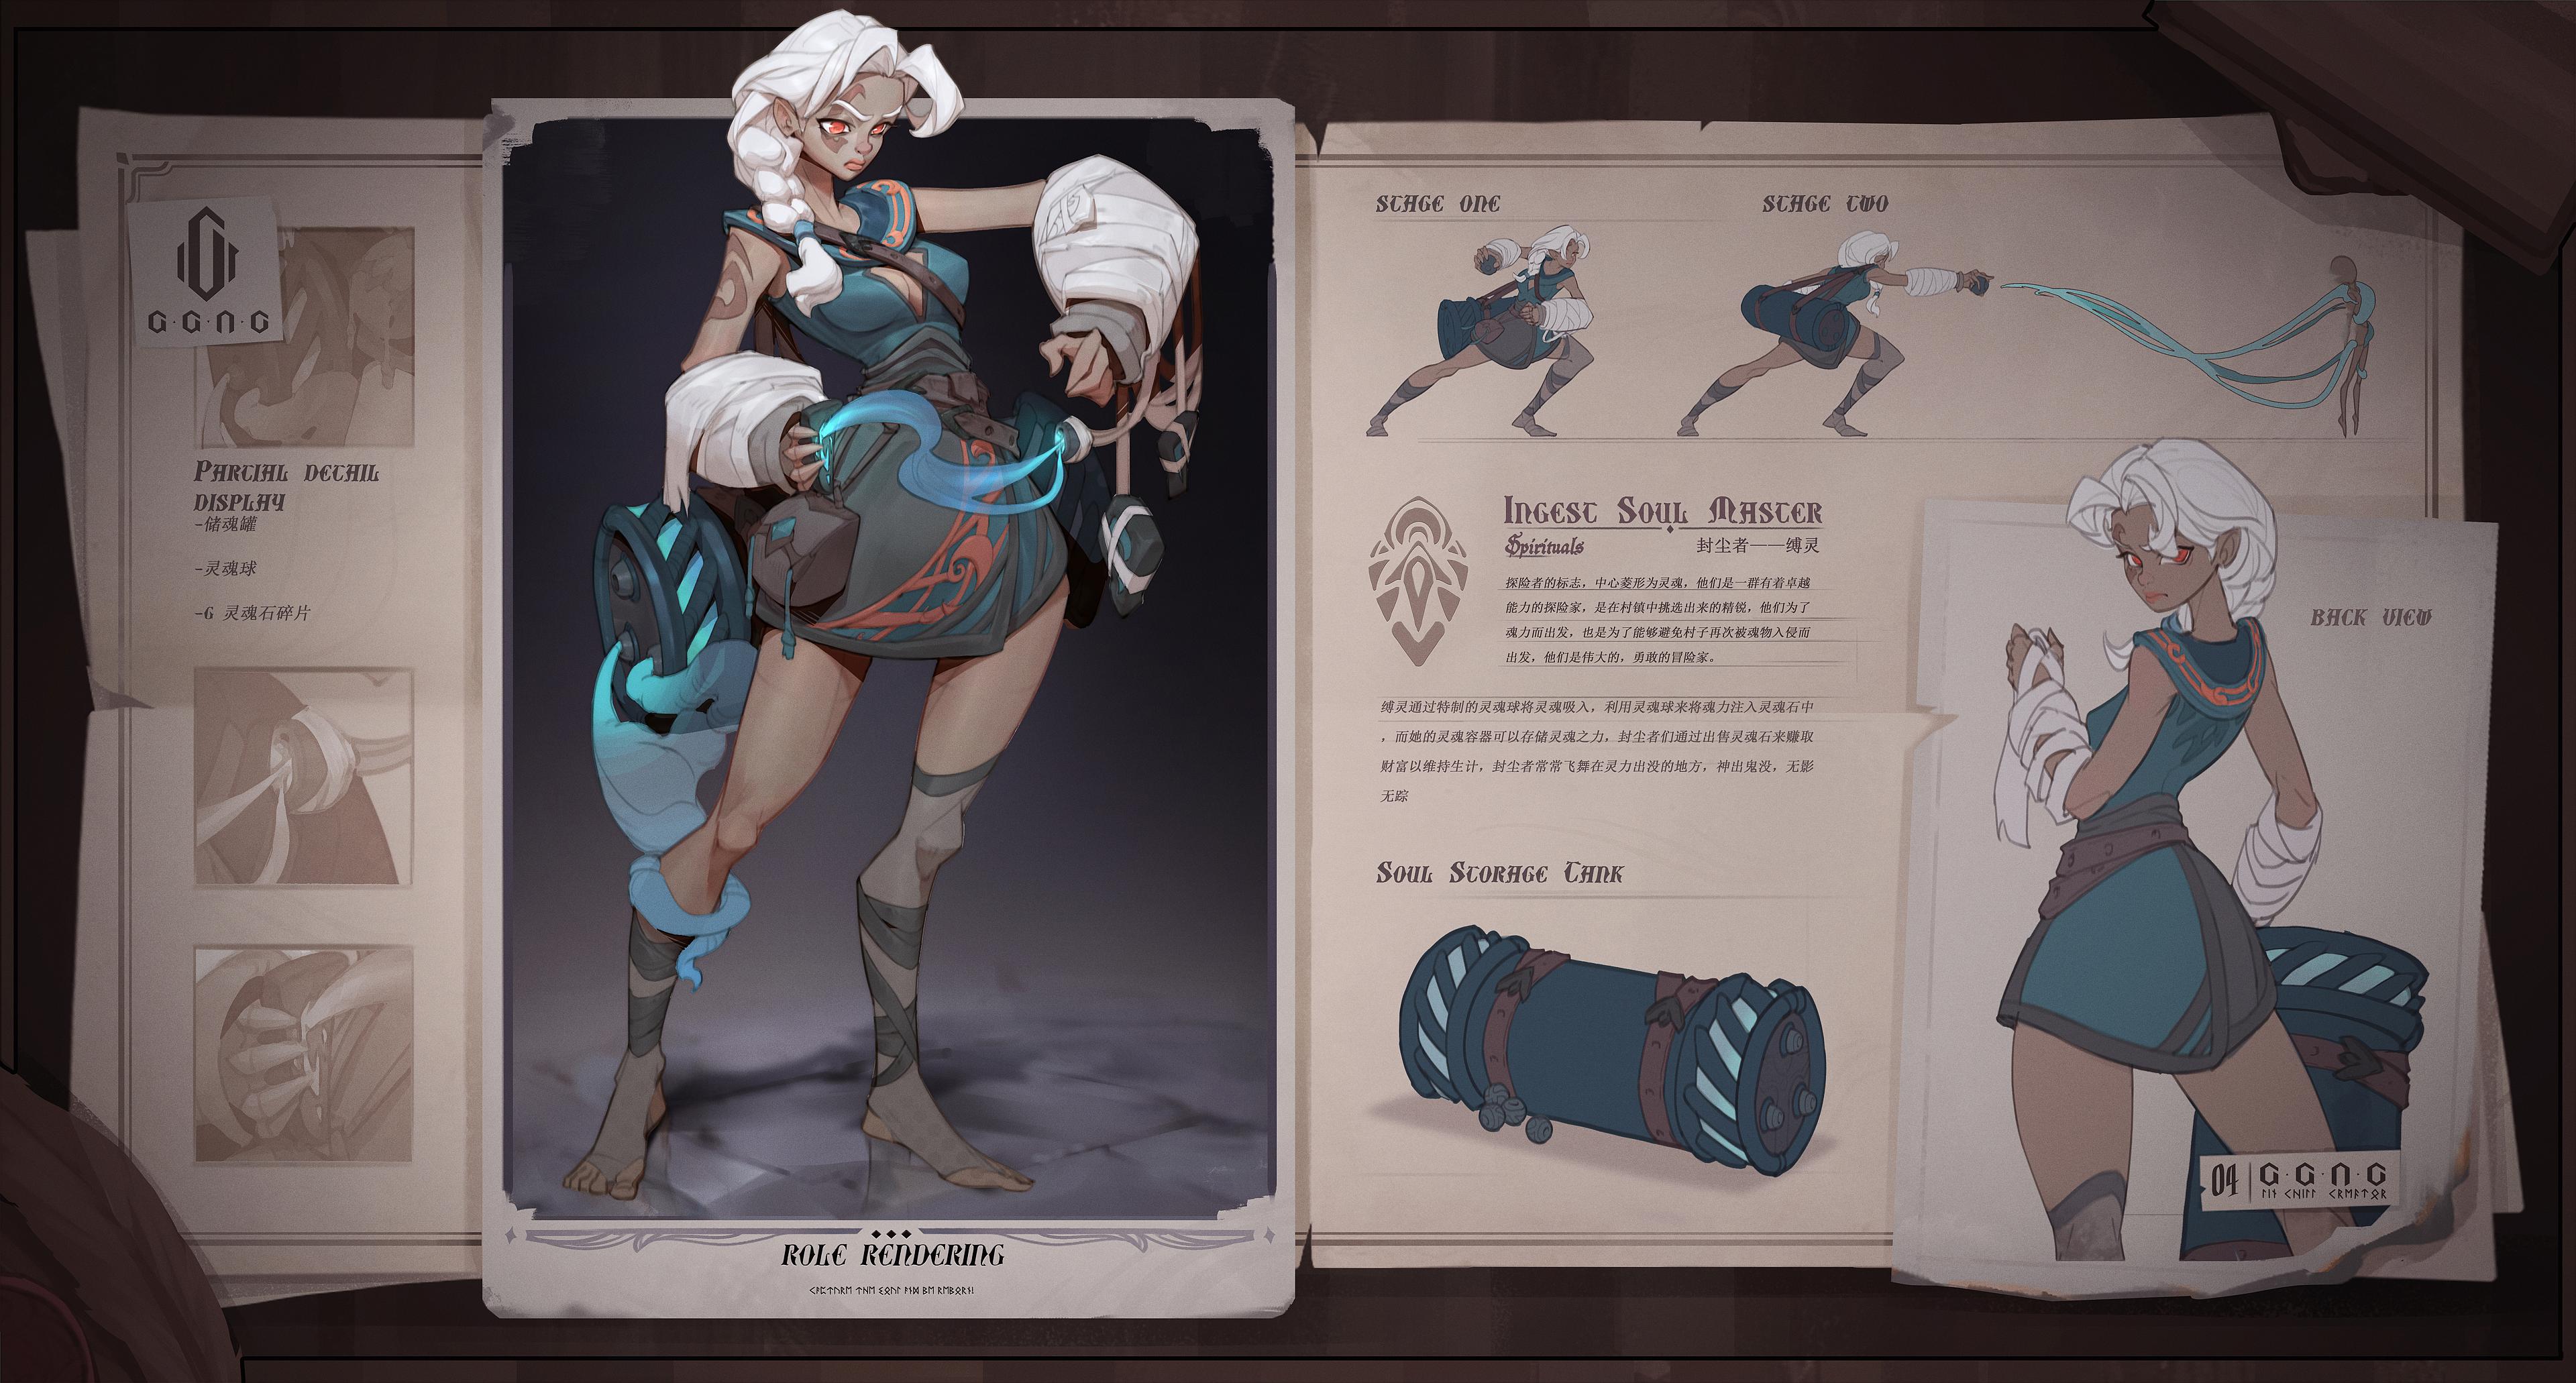 G·G·N·G
PARTIAL DETAIL
DISPLAY
-储魂罐
-灵魂球
-6 灵魂石碎片
ROLE RENDERING
STAGE ONE
STAGE TWO
INGEST SOUL MASTER
Spirituals
封尘者——缚灵
探险者的标志，中心菱形为灵魂，他们是一群有着卓越
能力的探险家，是在村镇中挑选出来的精锐，他们为了
魂力而出发，也是为了能够避免村子再次被魂物入侵而
出发，他们是伟大的，勇敢的冒险家。
缚灵通过特制的灵魂球将灵魂吸入，利用灵魂球来将魂力注入灵魂石中
，而她的灵魂容器可以存储灵魂之力，封尘者们通过出售灵魂石来赚取
财富以维持生计，封尘者常常飞舞在灵力出没的地方，神出鬼没，无影
无踪
SOUL STORAGE TANK
BACK VIEW
04
G·G·N·G